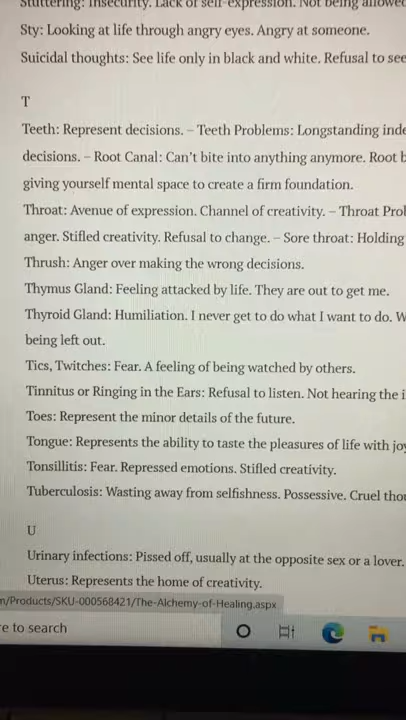 Stuttering: Insecurity. Lack of self-expression. Not being allowed
Sty: Looking at life through angry eyes. Angry at someone.
Suicidal thoughts: See life only in black and white. Refusal to see
T
Teeth: Represent decisions. – Teeth Problems: Longstanding inde
decisions. – Root Canal: Can't bite into anything anymore. Root b
giving yourself mental space to create a firm foundation.
Throat: Avenue of expression. Channel of creativity. – Throat Pro
anger. Stifled creativity. Refusal to change. – Sore throat: Holding
Thrush: Anger over making the wrong decisions.
Thymus Gland: Feeling attacked by life. They are out to get me.
Thyroid Gland: Humiliation. I never get to do what I want to do. W
being left out.
Tics, Twitches: Fear. A feeling of being watched by others.
Tinnitus or Ringing in the Ears: Refusal to listen. Not hearing the i
Toes: Represent the minor details of the future.
Tongue: Represents the ability to taste the pleasures of life with joy
Tonsillitis: Fear. Repressed emotions. Stifled creativity.
Tuberculosis: Wasting away from selfishness. Possessive. Cruel thou
U
Urinary infections: Pissed off, usually at the opposite sex or a lover.
Uterus: Represents the home of creativity.
m/Products/SKU-000568421/The-Alchemy-of-Healing.aspx
re to search